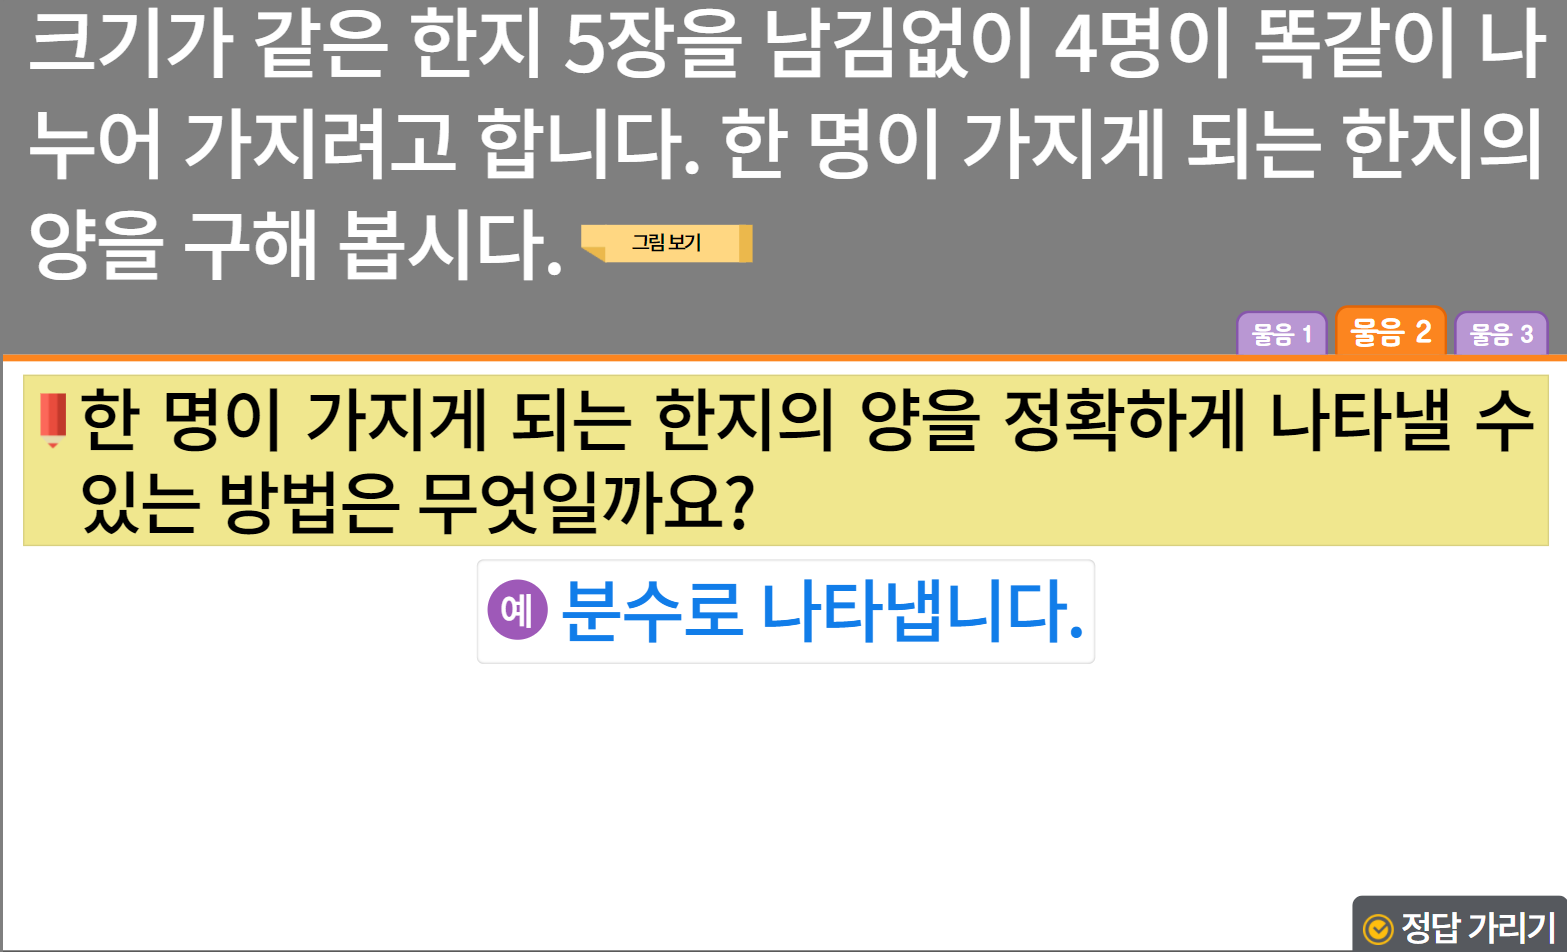 크기가 같은 한지 5장을 남김없이 4명이 똑같이 나
누어 가지려고 합니다. 한 명이 가지게 되는 한지의
양을 구해 봅시다. 그림 보기
물음 1 물음 2 물음 3
한 명이 가지게 되는 한지의 양을 정확하게 나타낼 수
있는 방법은 무엇일까요?
예 분수로 나타냅니다.
정답 가리기